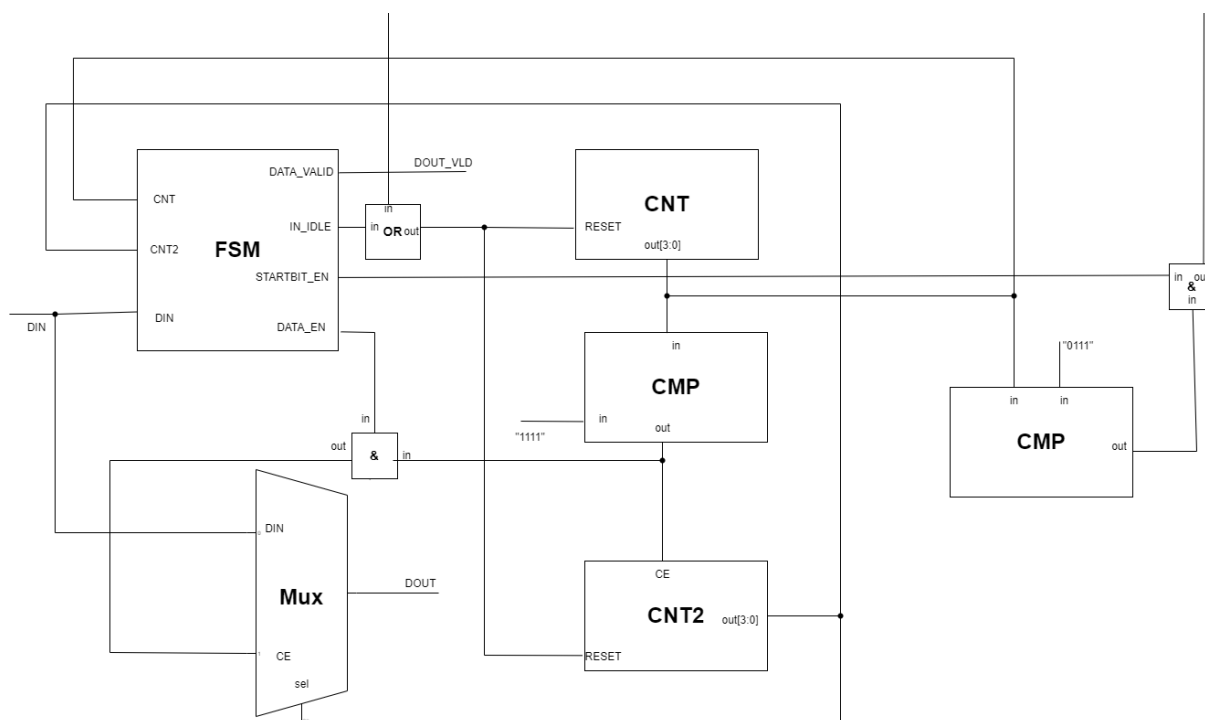 DATA_VALID
DOUT_VLD
CNT
IN_IDLE
in
in
OR
out
CNT
RESET
out[3:0]
CNT2
FSM
STARTBIT_EN
in
out
&
in
DIN
DIN
DATA_EN
in
CMP
in
"1111"
out
"0111"
in
in
CMP
out
in
out
&
in
DIN
Mux
DOUT
CE
sel
CE
CNT2
out[3:0]
RESET